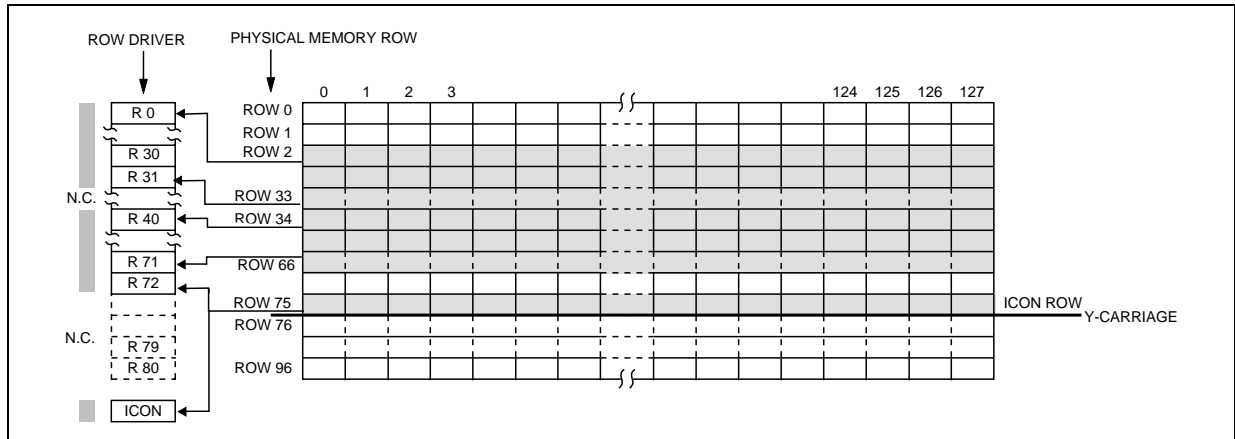 ROW DRIVER PHYSICAL MEMORY ROW
0 1 2 3 124 125 126 127
R 0 ROW 0
ROW 1
R 30 ROW 2
R 31
N.C. ROW 33
R 40 ROW 34
R 71 ROW 66
R 72
ROW 75 ICON ROW
ROW 76 Y-CARRIAGE
N.C.
R 79
R 80 ROW 96
ICON